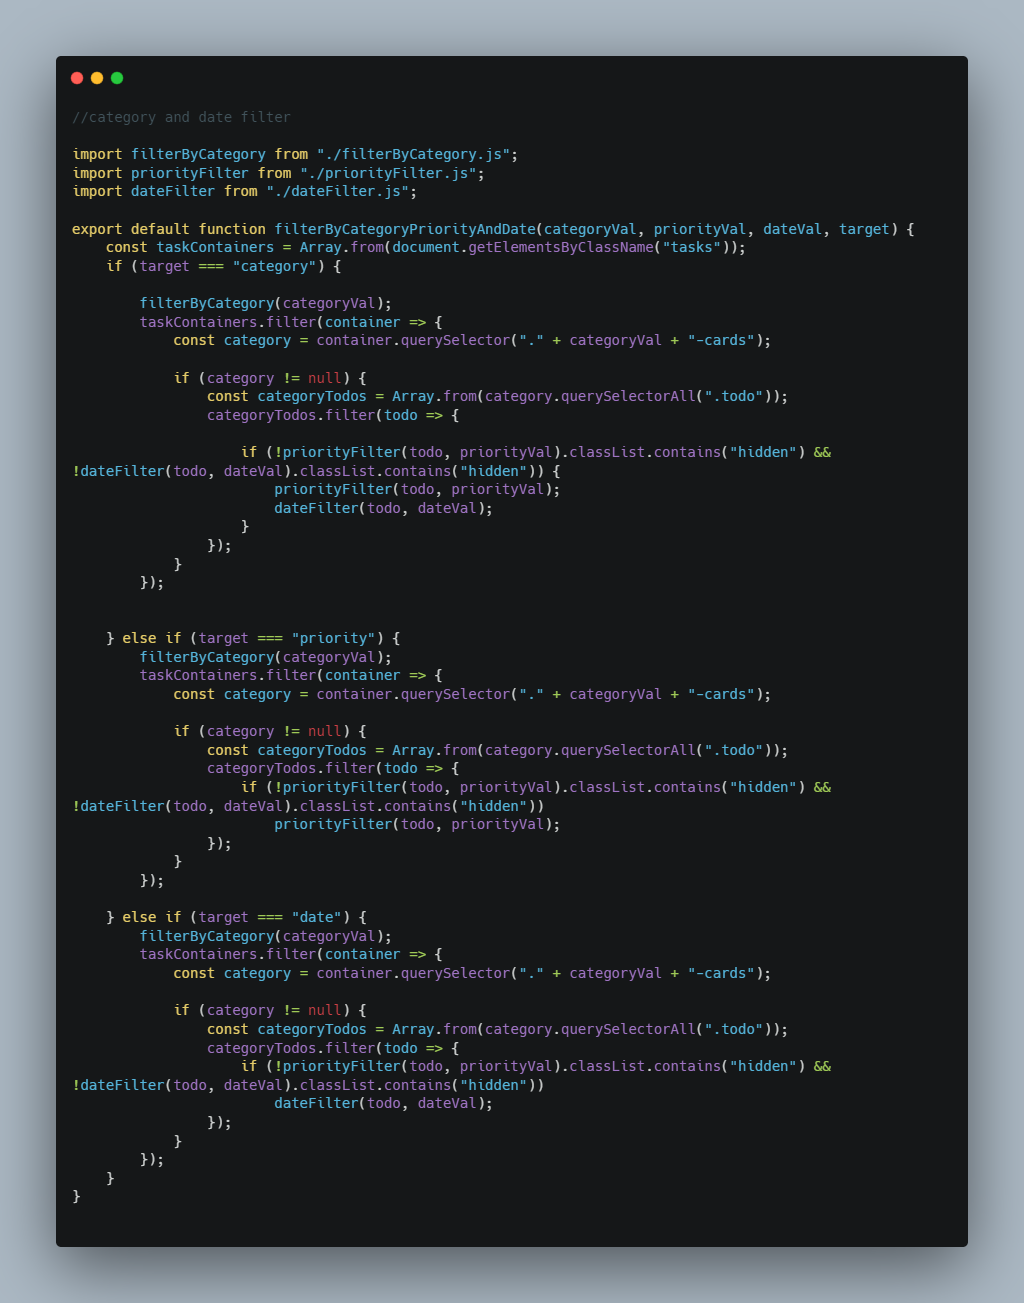 //category and date filter
import filterByCategory from "./filterByCategory.js";
import priorityFilter from "./priorityFilter.js";
import dateFilter from "./dateFilter.js";
export default function filterByCategoryPriorityAndDate(categoryVal, priorityVal, dateVal, target) {
    const taskContainers = Array.from(document.getElementsByClassName("tasks"));
    if (target === "category") {
        filterByCategory(categoryVal);
        taskContainers.filter(container => {
            const category = container.querySelector("." + categoryVal + "-cards");
            if (category != null) {
                const categoryTodos = Array.from(category.querySelectorAll(".todo"));
                categoryTodos.filter(todo => {
                    if (!priorityFilter(todo, priorityVal).classList.contains("hidden") &&
!dateFilter(todo, dateVal).classList.contains("hidden")) {
                        priorityFilter(todo, priorityVal);
                        dateFilter(todo, dateVal);
                    }
                });
            }
        });
    } else if (target === "priority") {
        filterByCategory(categoryVal);
        taskContainers.filter(container => {
            const category = container.querySelector("." + categoryVal + "-cards");
            if (category != null) {
                const categoryTodos = Array.from(category.querySelectorAll(".todo"));
                categoryTodos.filter(todo => {
                    if (!priorityFilter(todo, priorityVal).classList.contains("hidden") &&
!dateFilter(todo, dateVal).classList.contains("hidden"))
                        priorityFilter(todo, priorityVal);
                });
            }
        });
    } else if (target === "date") {
        filterByCategory(categoryVal);
        taskContainers.filter(container => {
            const category = container.querySelector("." + categoryVal + "-cards");
            if (category != null) {
                const categoryTodos = Array.from(category.querySelectorAll(".todo"));
                categoryTodos.filter(todo => {
                    if (!priorityFilter(todo, priorityVal).classList.contains("hidden") &&
!dateFilter(todo, dateVal).classList.contains("hidden"))
                        dateFilter(todo, dateVal);
                });
            }
        });
    }
}